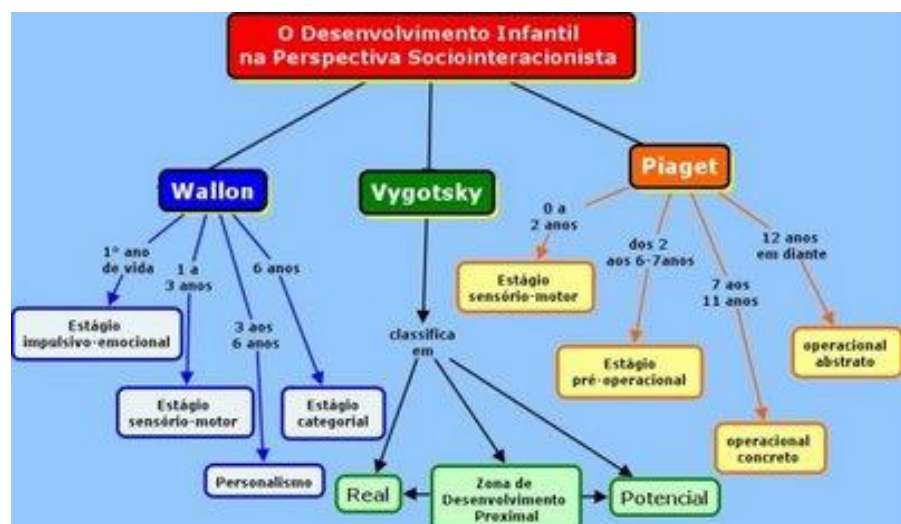 O Desenvolvimento Infantil
na Perspectiva Sociointeracionista
Wallon
Vygotsky
Piaget
1º ano
de vida
1 a
3 anos
3 aos
6 anos
6 anos
Estágio
impulsivo-emocional
Estágio
sensório-motor
Personalismo
Estágio
categorial
classifica
em
Real
Zona de
Desenvolvimento
Proximal
Potencial
0 a
2 anos
dos 2
aos 6-7anos
7 aos
11 anos
12 anos
em diante
Estágio
sensório-motor
Estágio
pré-operacional
operacional
concreto
operacional
abstrato